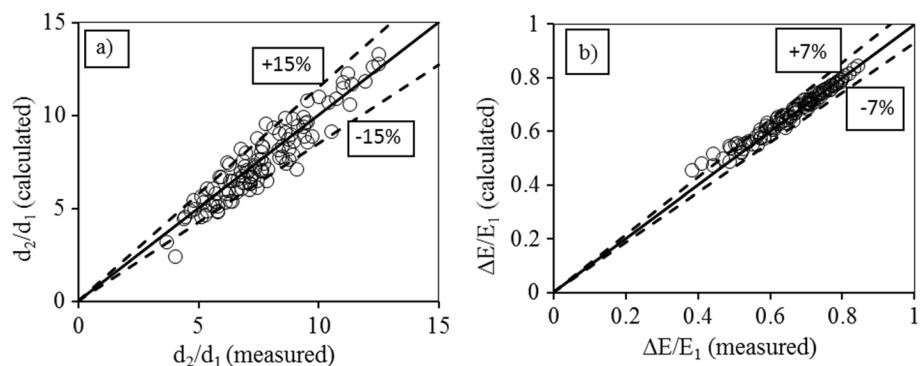 a)
+15%
-15%
15
10
5
0
0 5 10 15
d₂/d₁ (calculated)
d₂/d₁ (measured)
b)
+7%
-7%
1
0.8
0.6
0.4
0.2
0
0 0.2 0.4 0.6 0.8 1
ΔE/E₁ (calculated)
ΔE/E₁ (measured)